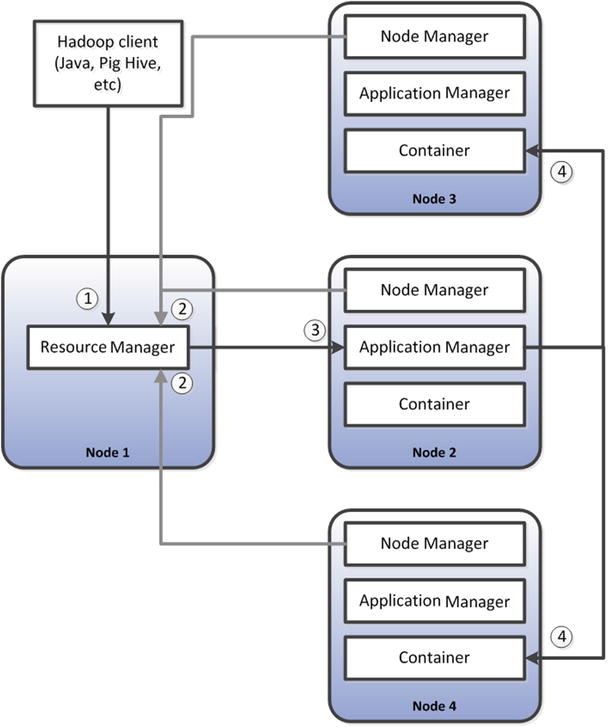 Hadoop client
(Java, Pig Hive,
etc)
1
2
Resource Manager
2
Node 1
3
Node Manager
Application Manager
Container
4
Node 3
Node Manager
Application Manager
Container
Node 2
Node Manager
Application Manager
4
Container
Node 4